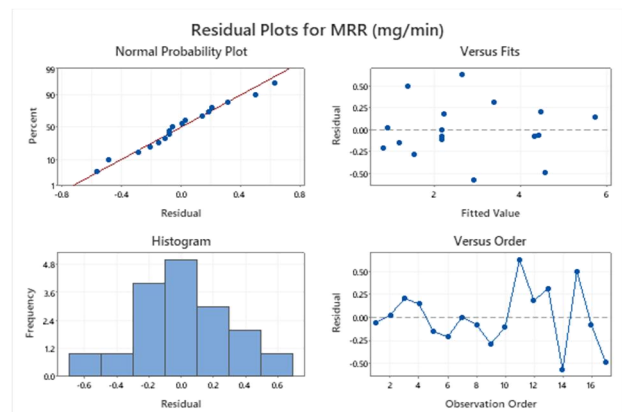 Residual Plots for MRR (mg/min)
Normal Probability Plot
99
90
50
10
1
Percent
-0.8 -0.4 0.0 0.4 0.8
Residual
Versus Fits
0.50
0.25
0.00
-0.25
-0.50
Residual
2 4 6
Fitted Value
Histogram
4.8
3.6
2.4
1.2
0.0
Frequency
-0.6 -0.4 -0.2 0.0 0.2 0.4 0.6
Residual
Versus Order
0.50
0.25
0.00
-0.25
-0.50
Residual
2 4 6 8 10 12 14 16
Observation Order